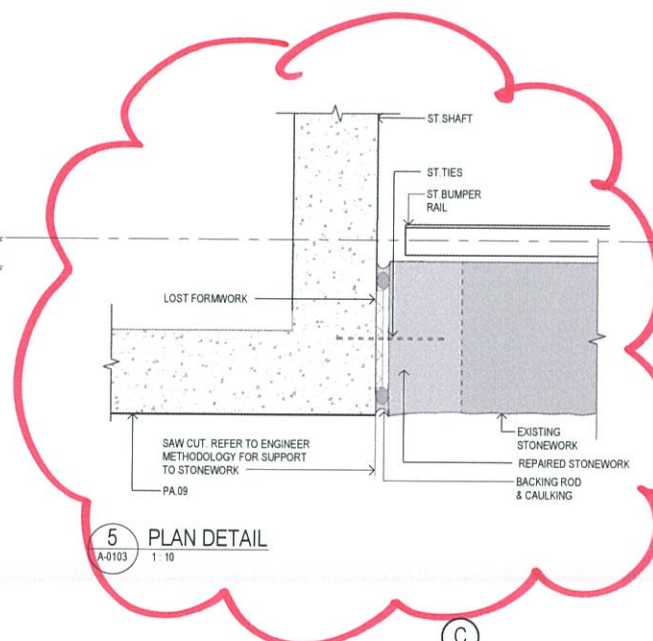 ST.SHAFT
ST.TIES
ST BUMPER
RAIL
LOST FORMWORK
SAW CUT. REFER TO ENGINEER
METHODOLOGY FOR SUPPORT
TO STONEWORK
PA.09
EXISTING
STONEWORK
REPAIRED STONEWORK
BACKING ROD
& CAULKING
5
A-0103
PLAN DETAIL
1 : 10
C